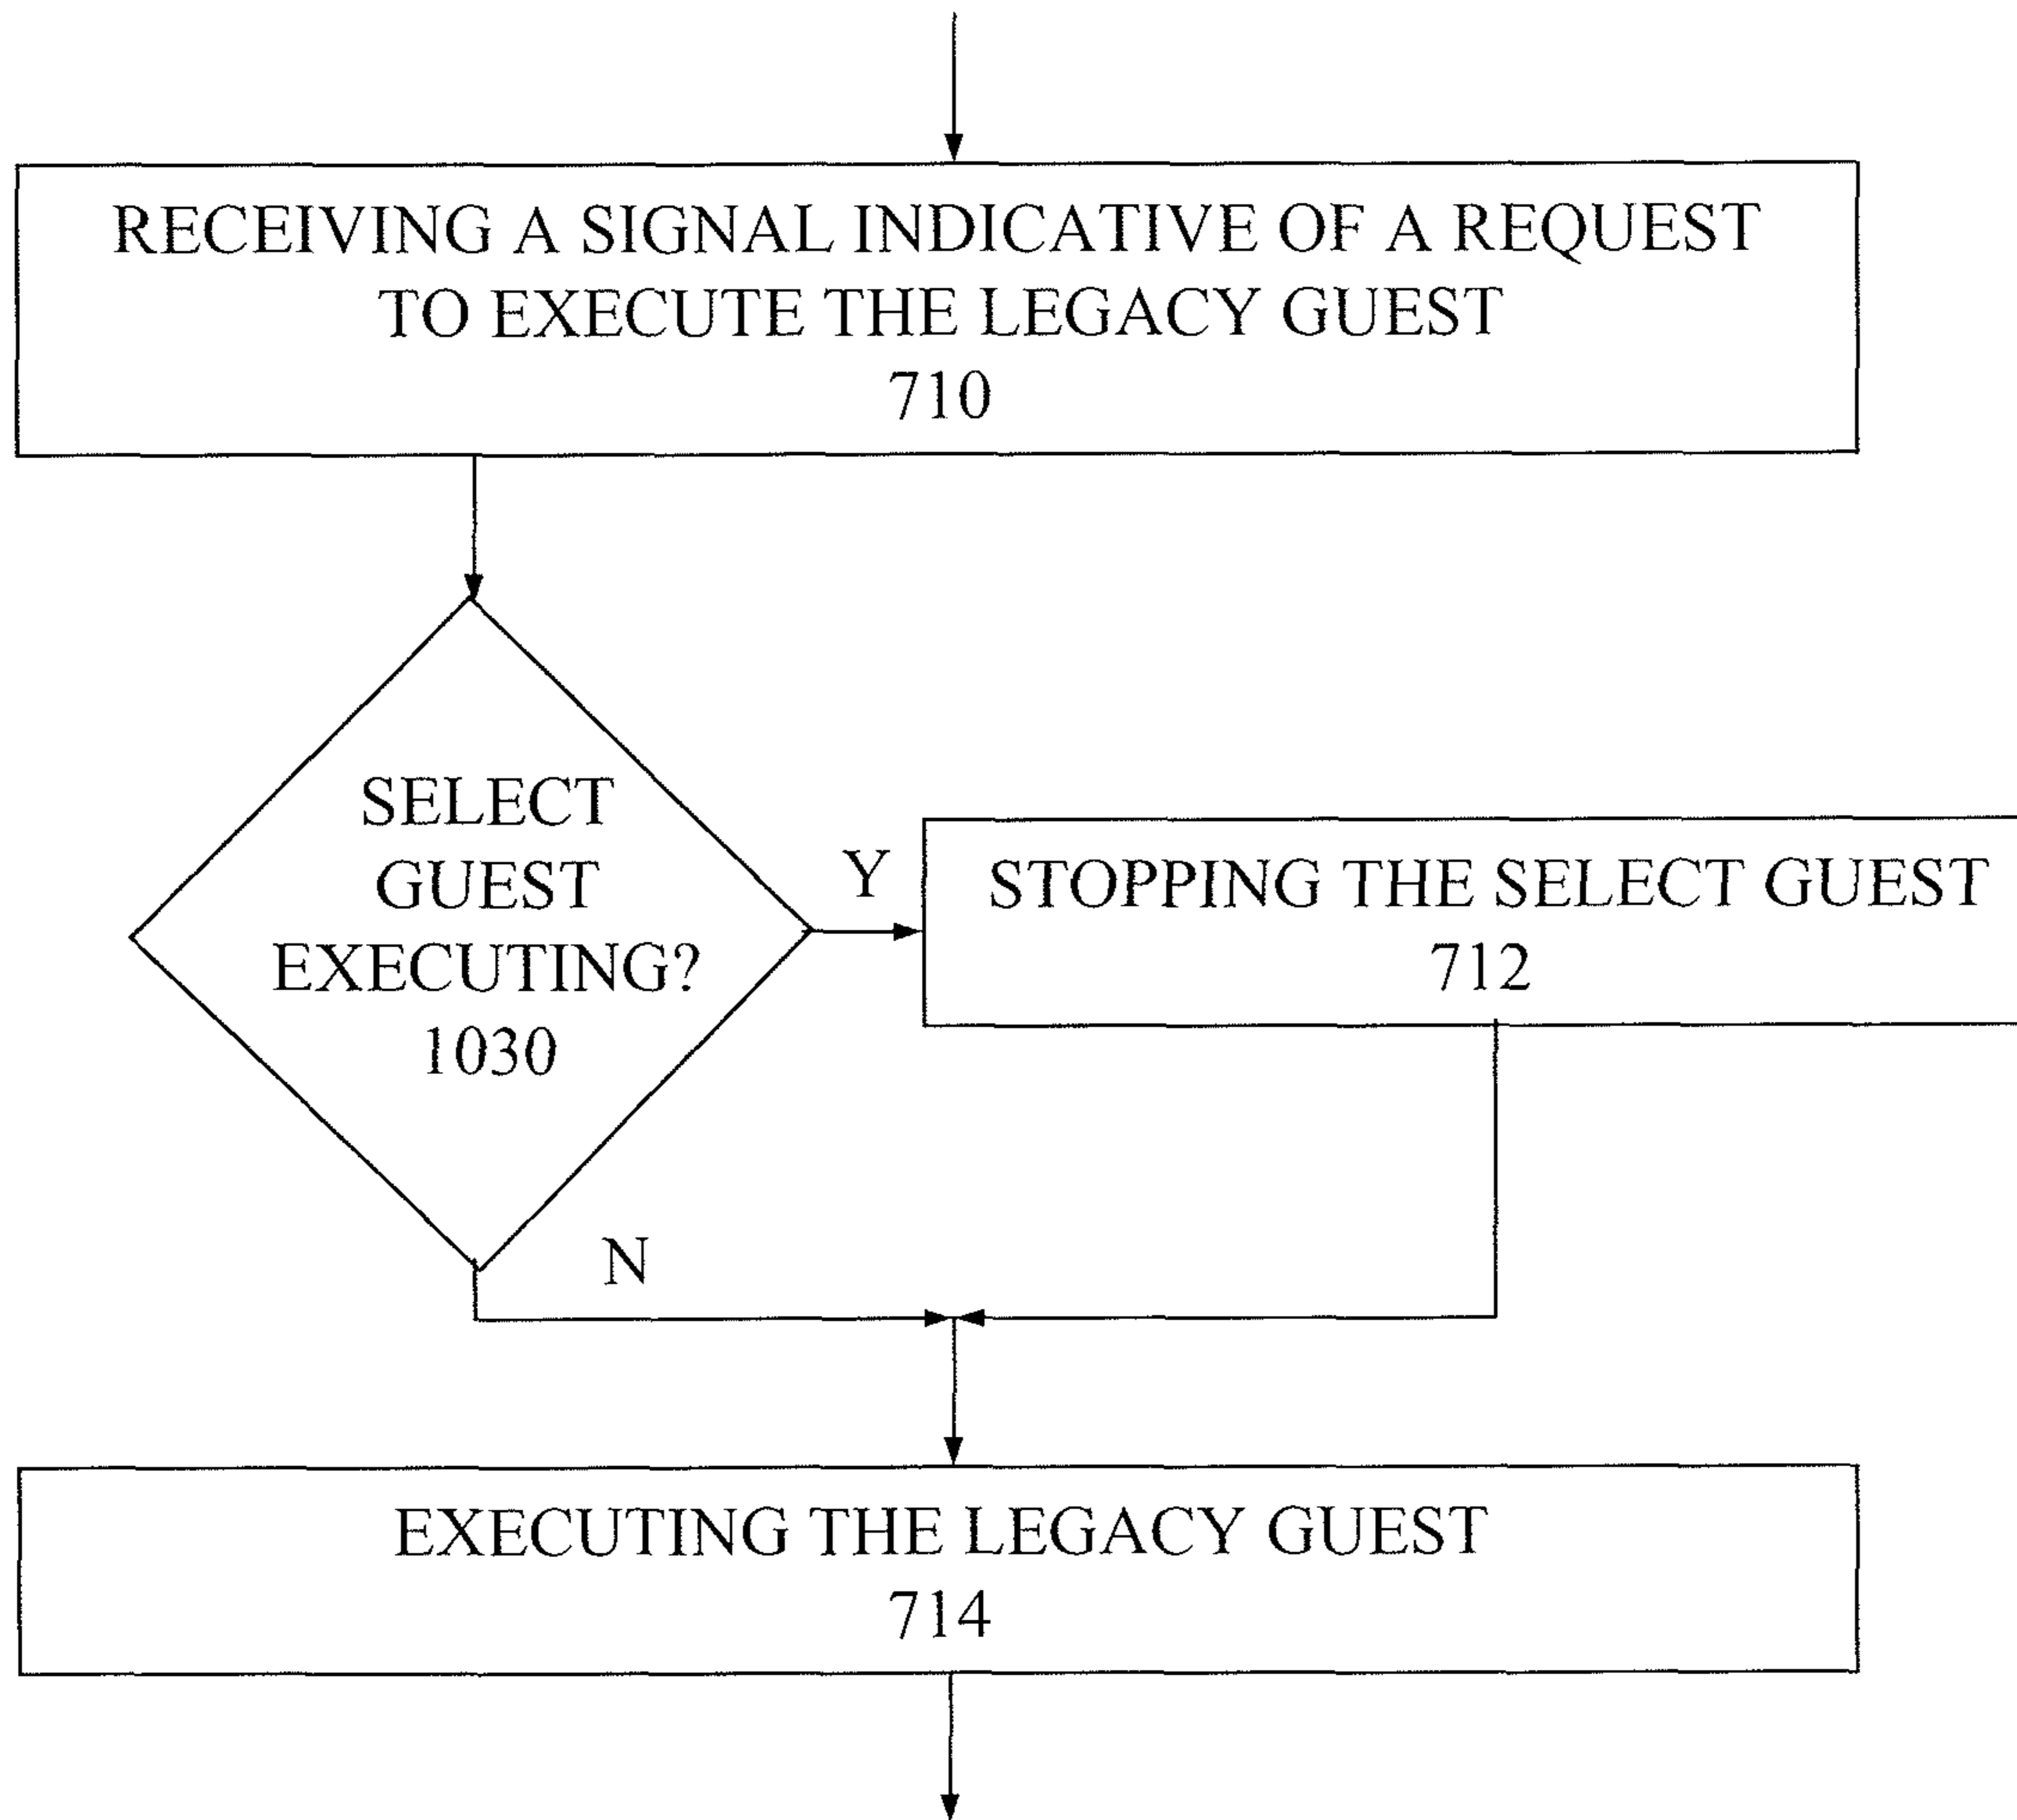 RECEIVING A SIGNAL INDICATIVE OF A REQUEST
TO EXECUTE THE LEGACY GUEST
710
SELECT
GUEST
EXECUTING?
1030
Y
STOPPING THE SELECT GUEST
712
N
EXECUTING THE LEGACY GUEST
714